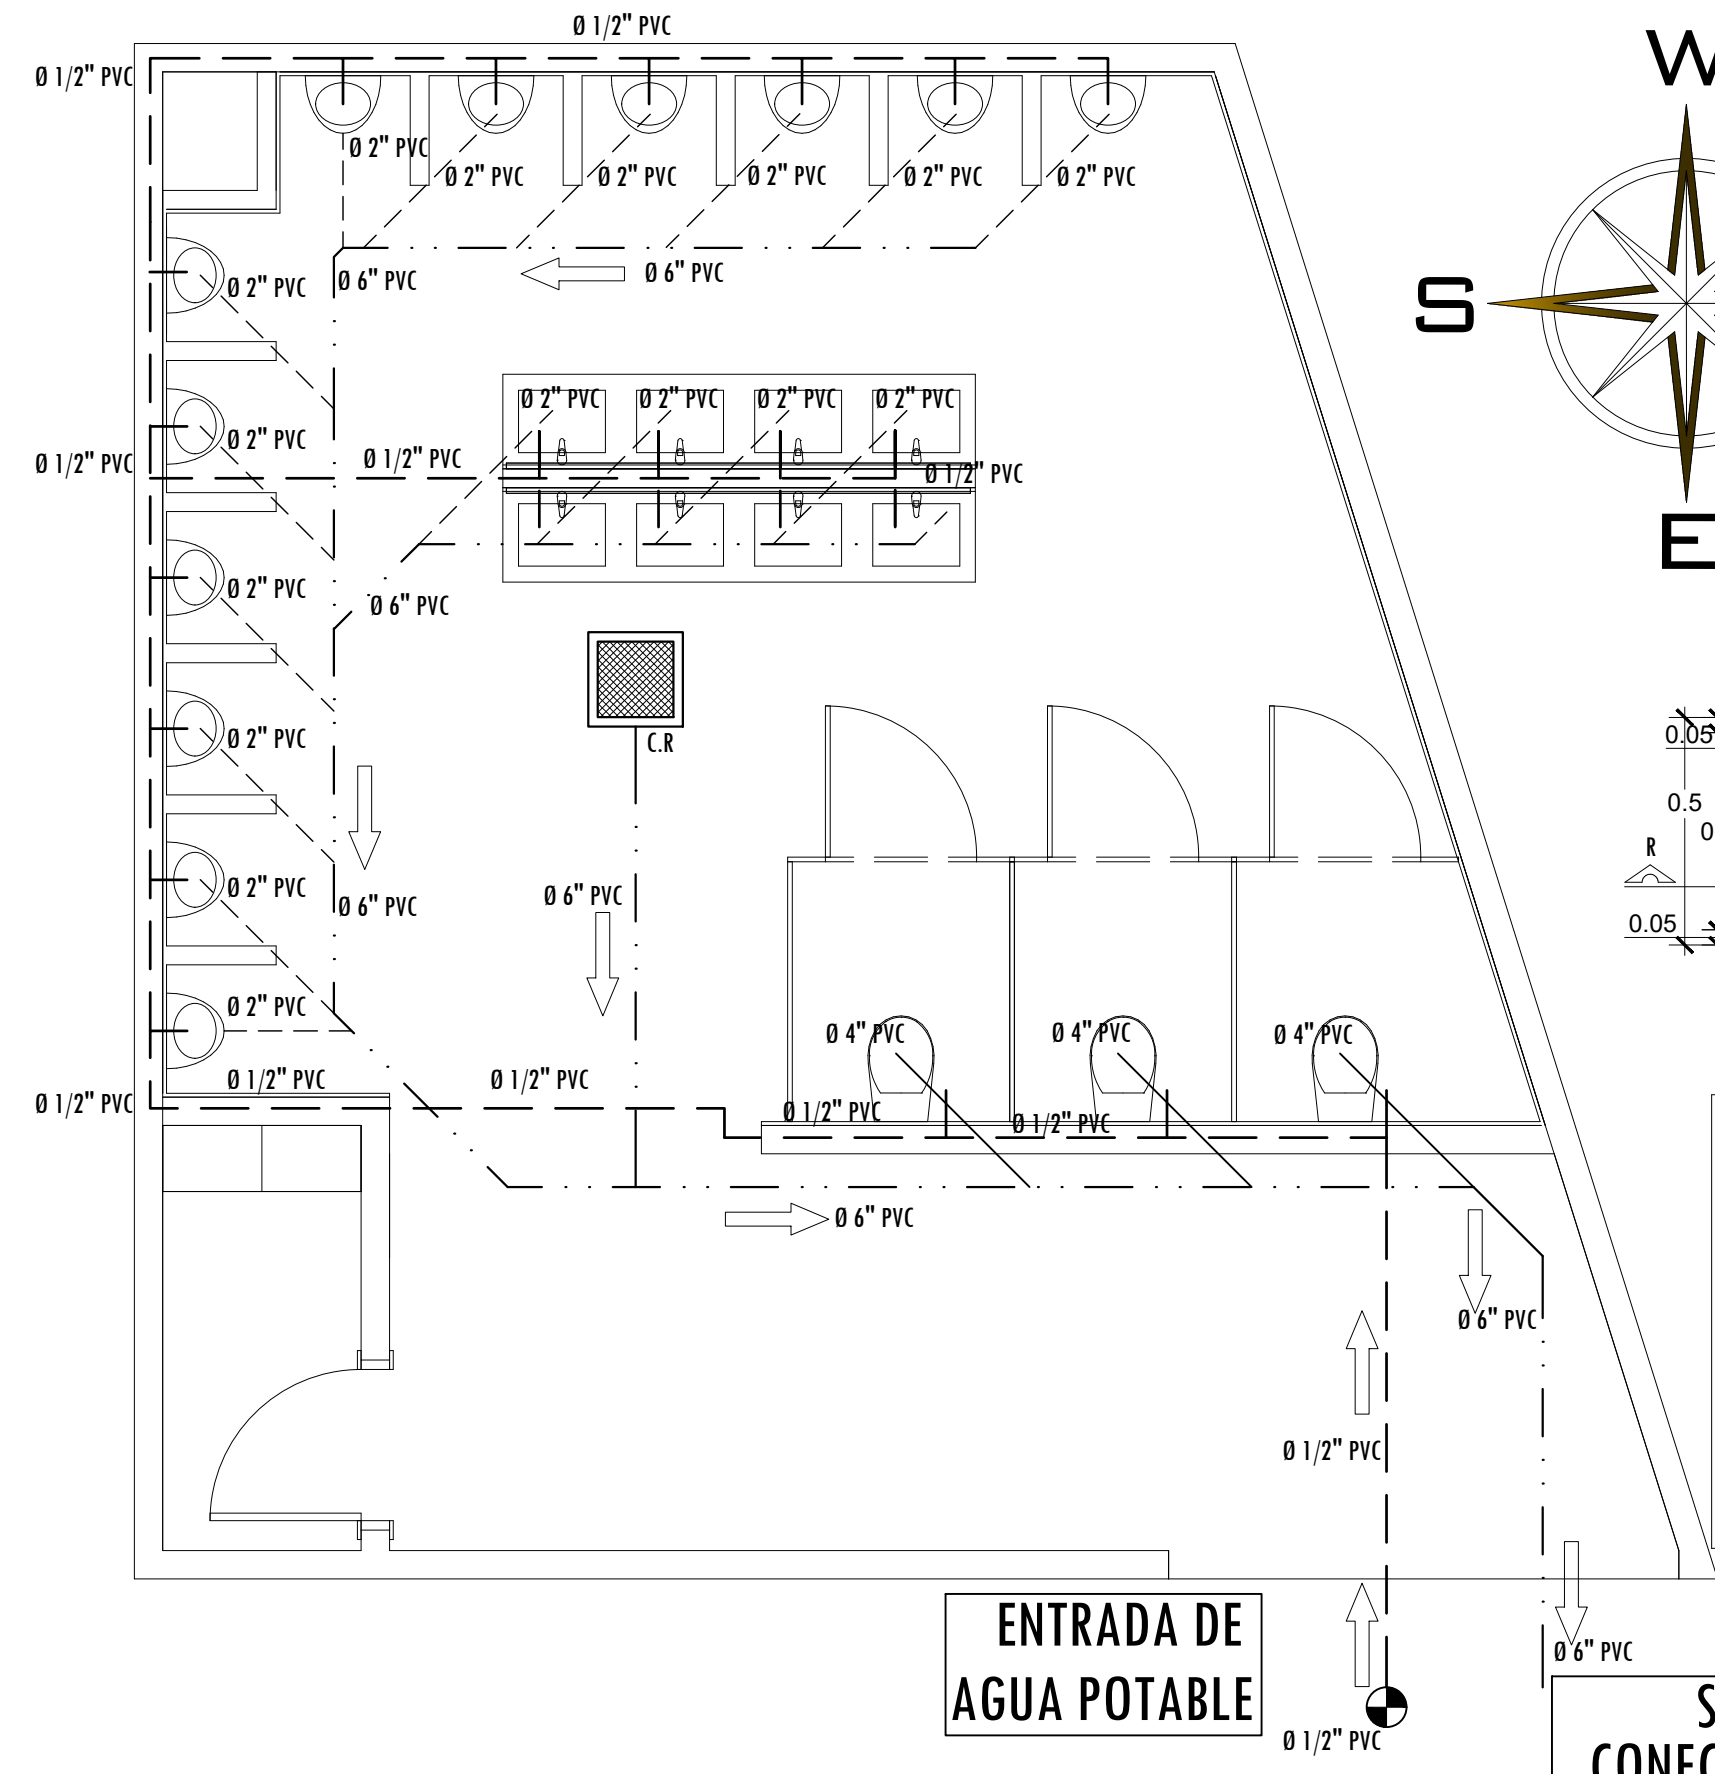 Ø 1/2" PVC
W
Ø 1/2" PVC
Ø 2" PVC
Ø 2" PVC
Ø 2" PVC
Ø 2" PVC
Ø 2" PVC
Ø 2" PVC
Ø 2" PVC
Ø 6" PVC
Ø 6" PVC
S
Ø 2" PVC
Ø 2" PVC
Ø 2" PVC
Ø 2" PVC
Ø 2" PVC
Ø 1/2" PVC
Ø 1/2" PVC
Ø 1/2" PVC
E
Ø 2" PVC
Ø 6" PVC
Ø 2" PVC
C.R
0.05
0.5
0
R
Ø 2" PVC
Ø 6" PVC
Ø 6" PVC
0.05
Ø 2" PVC
Ø 4" PVC
Ø 4" PVC
Ø 4" PVC
Ø 1/2" PVC
Ø 1/2" PVC
Ø 1/2" PVC
Ø 1/2" PVC
Ø 1/2" PVC
Ø 6" PVC
Ø 6" PVC
Ø 1/2" PVC
ENTRADA DE
AGUA POTABLE
Ø 6" PVC
Ø 1/2" PVC
S
CONEC